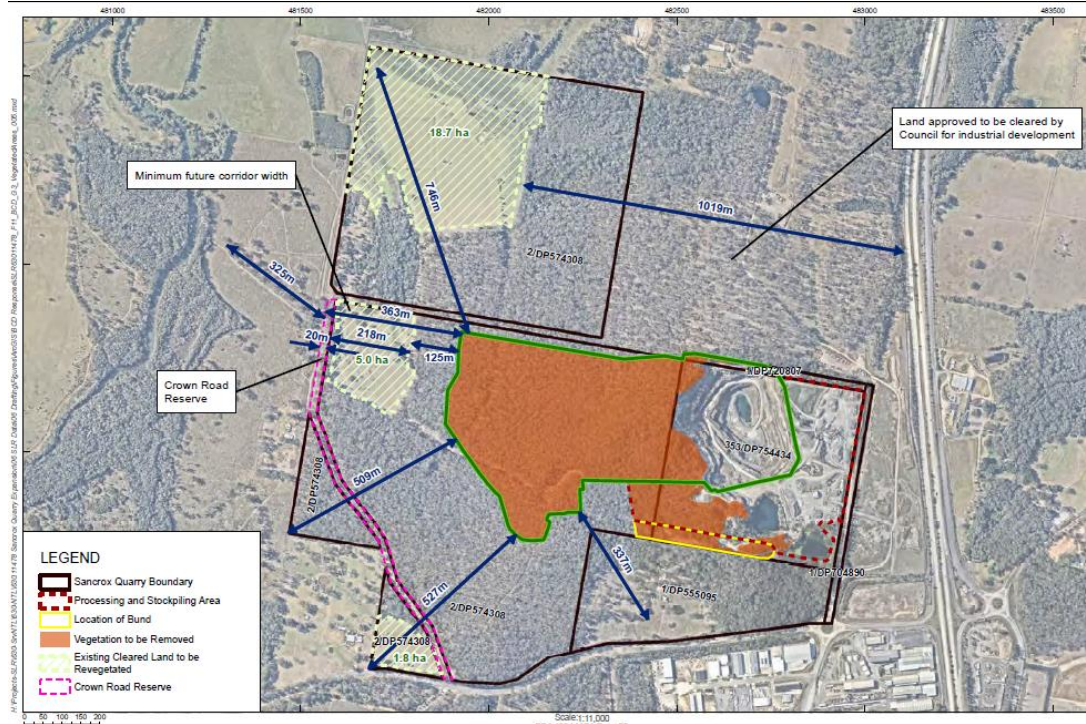 481000
481500
482000
482500
483000
483500
18.7 ha
Land approved to be cleared by
Council for industrial development
Minimum future corridor width
746m
1019m
2/DP574308
325m
363m
20m
218m
125m
5.0 ha
Crown Road
Reserve
1/DP720807
353/DP754434
509m
2/DP574308
337m
527m
2/DP574308
1/DP704890
1/DP555095
2/DP574308
1.8 ha
LEGEND
Sancrox Quarry Boundary
Processing and Stockpiling Area
Location of Bund
Vegetation to be Removed
Existing Cleared Land to be
Revegetated
Crown Road Reserve
0 50 100 150 200
Scale:1:11,000